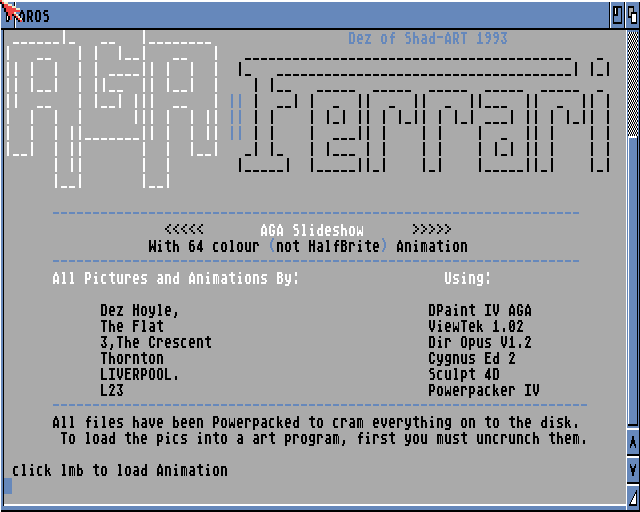 AROS
Dez of Shad-ART 1993
ASA Ferrari
<<<<< AGA Slideshow >>>>>
With 64 colour (not HalfBrite) Animation
All Pictures and Animations By: Using:
Dez Hoyle, DPaint IV AGA
The Flat ViewTek 1.02
3,The Crescent Dir Opus V1.2
Thornton Cygnus Ed 2
LIVERPOOL. Sculpt 4D
L23 Powerpacker IV
All files have been Powerpacked to cram everything on to the disk.
To load the pics into a art program, first you must uncrunch them.
click lmb to load Animation